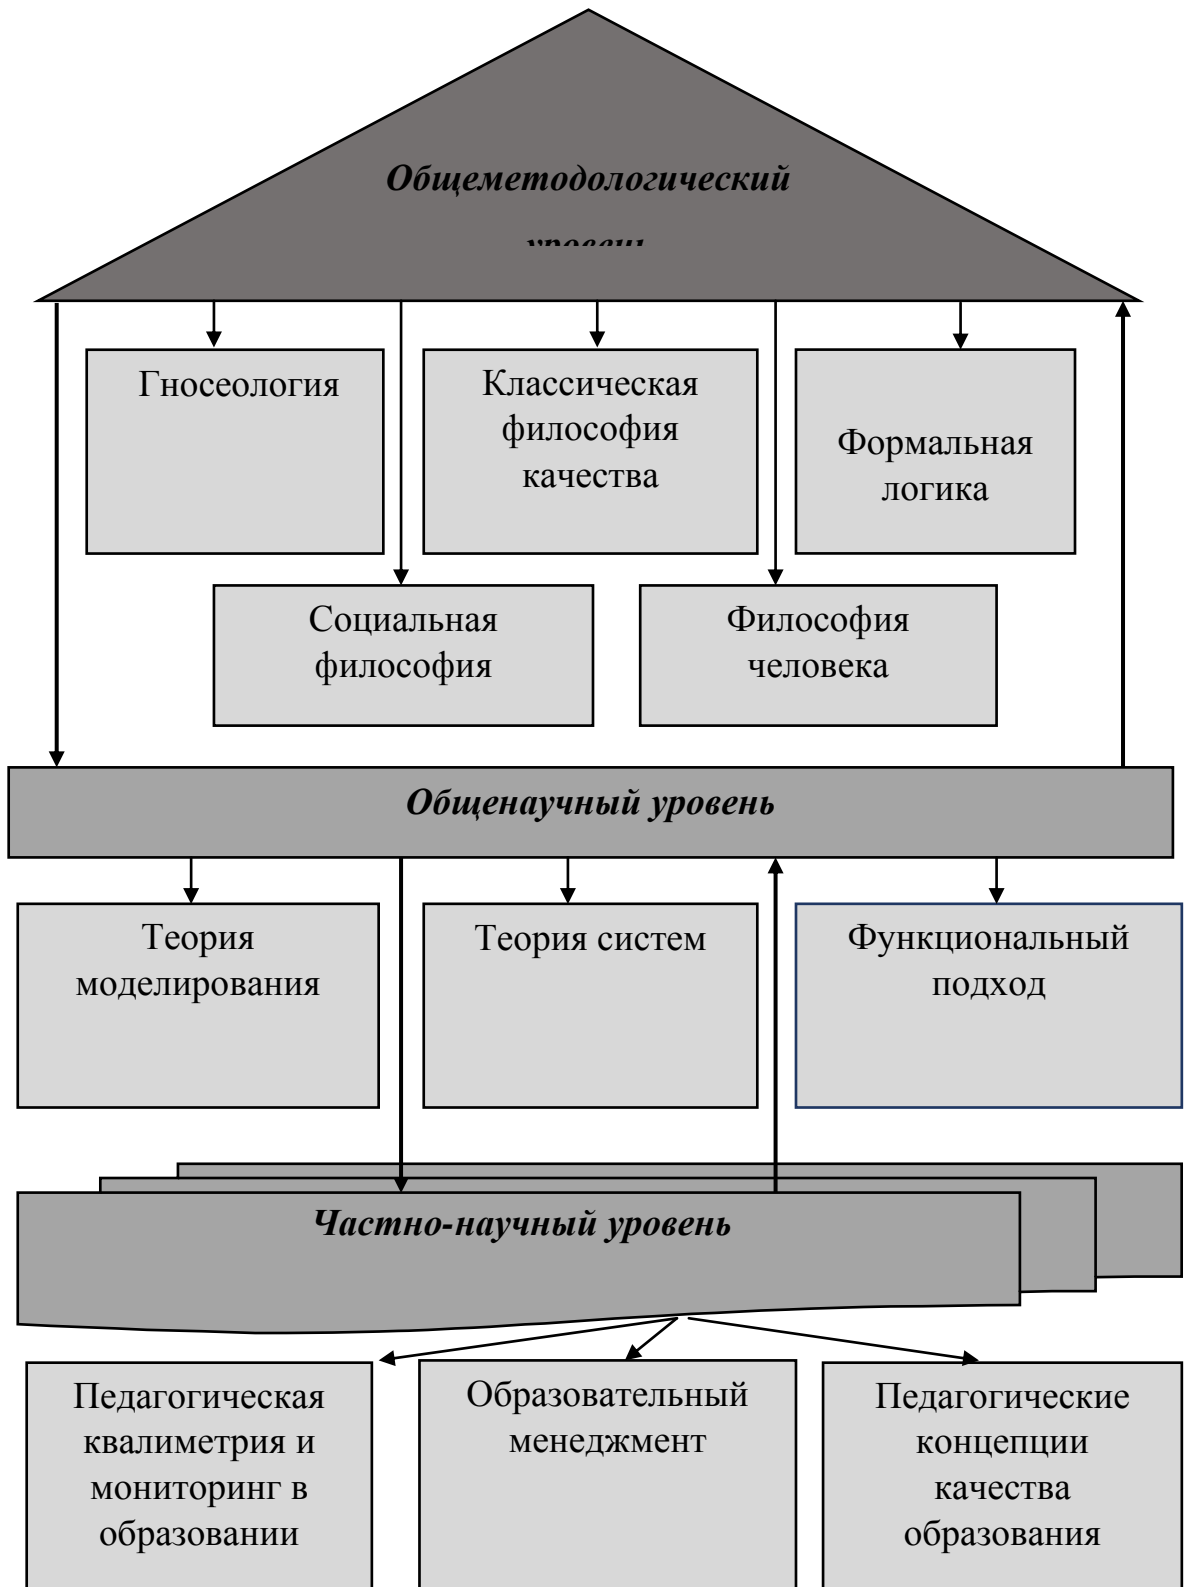 Общеметодологический
уровень
Гносеология
Классическая
философия
качества
Формальная
логика
Социальная
философия
Философия
человека
Общенаучный уровень
Теория
моделирования
Теория систем
Функциональный
подход
Частно-научный уровень
Педагогическая
квалиметрия и
мониторинг в
образовании
Образовательный
менеджмент
Педагогические
концепции
качества
образования